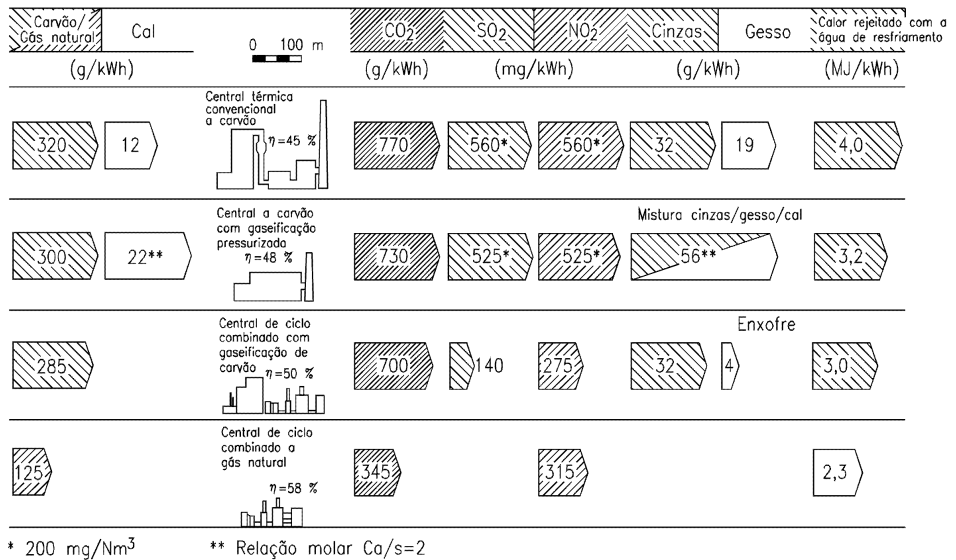 Carvão/
Gás natural
Cal
0 100 m
CO2
SO2
NO2
Cinzas
Gesso
Calor rejeitado com a
água de resfriamento
(g/kWh)
(g/kWh)
(mg/kWh)
(g/kWh)
(MJ/kWh)
Central térmica
convencional
a carvão
η=45 %
320
12
770
560*
560*
32
19
4,0
Central a carvão
com gaseificação
pressurizada
η=48 %
Mistura cinzas/gesso/cal
300
22**
730
525*
525*
56**
3,2
Central de ciclo
combinado com
gaseificação de
carvão
η=50 %
Enxofre
285
700
140
275
32
4
3,0
Central de ciclo
combinado a
gás natural
η=58 %
125
345
315
2,3
* 200 mg/Nm3
** Relação molar Ca/s=2